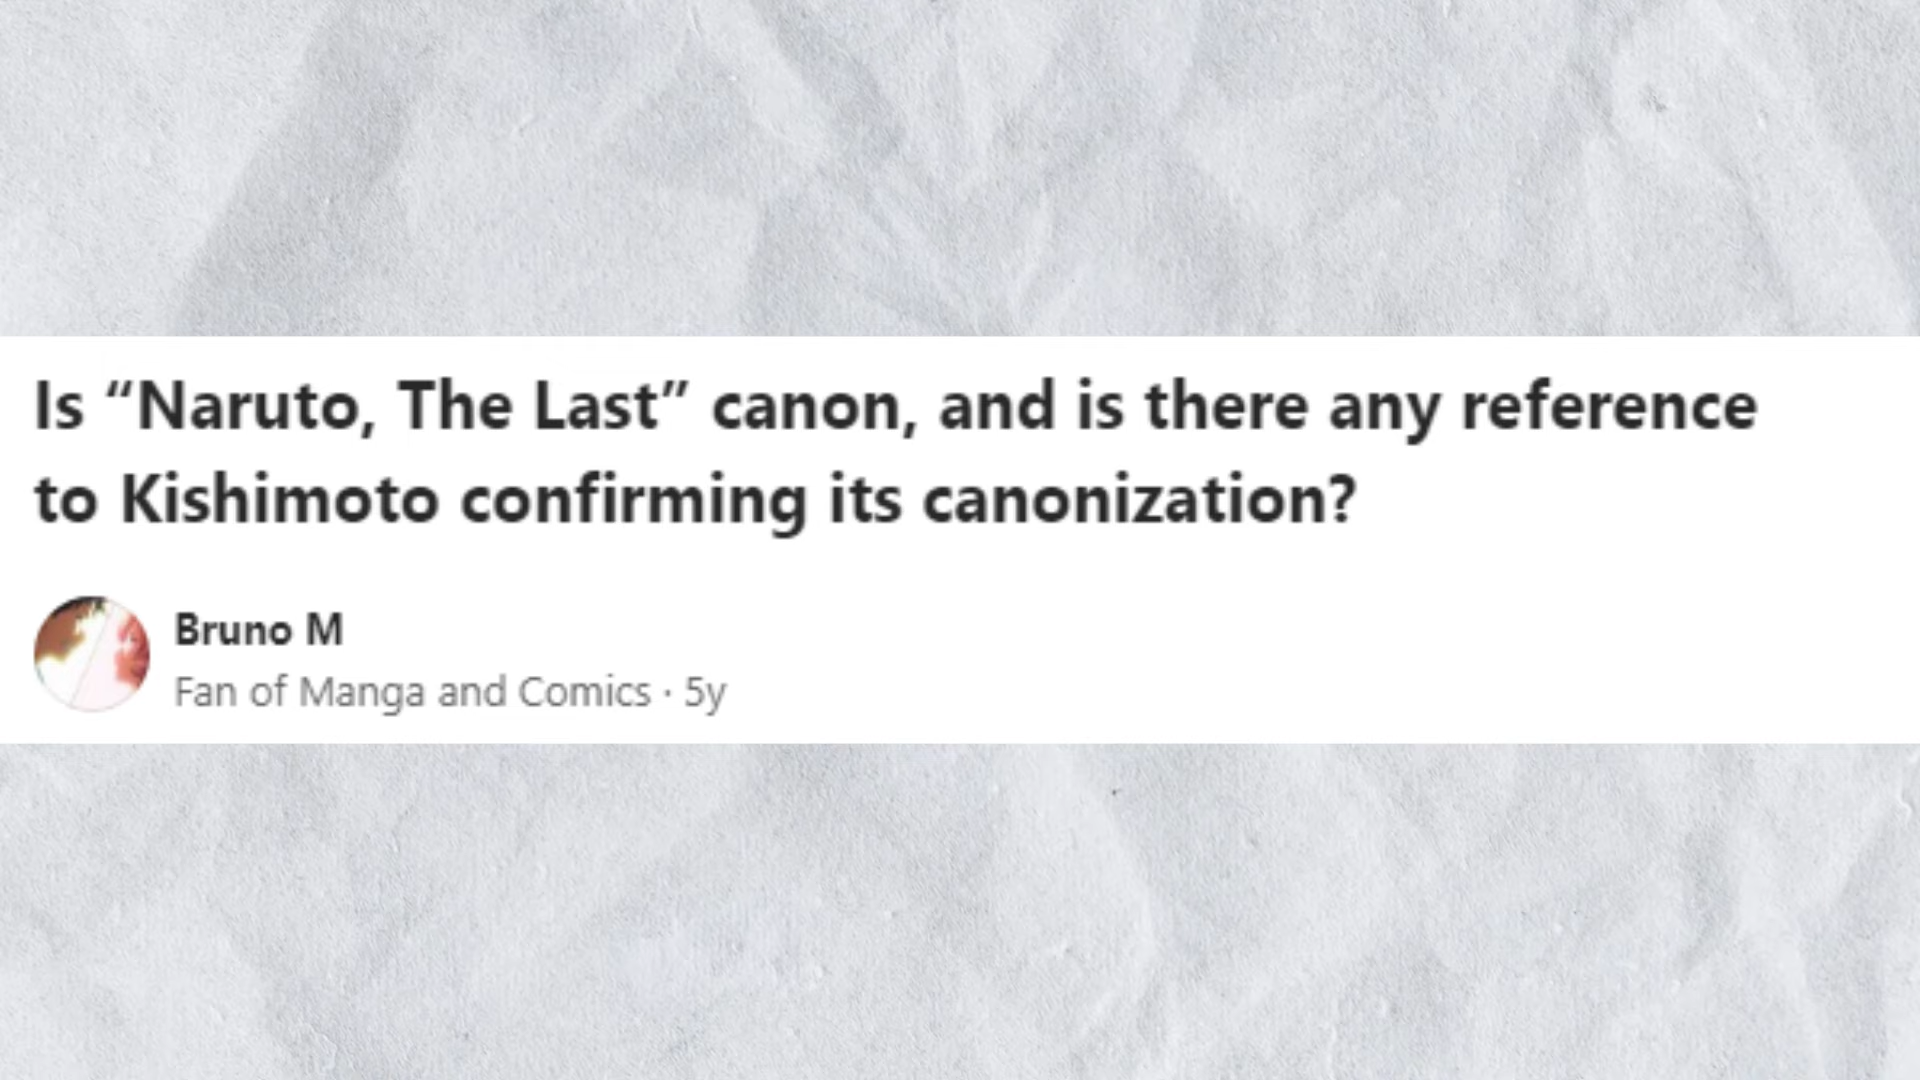 Is “Naruto, The Last” canon, and is there any reference
to Kishimoto confirming its canonization?
Bruno M
Fan of Manga and Comics · 5y